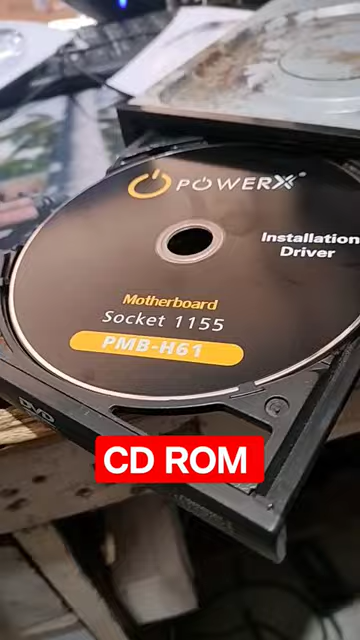 POWERX
Installation
Driver
Motherboard
Socket 1155
PMB-H61
DVD
CD ROM